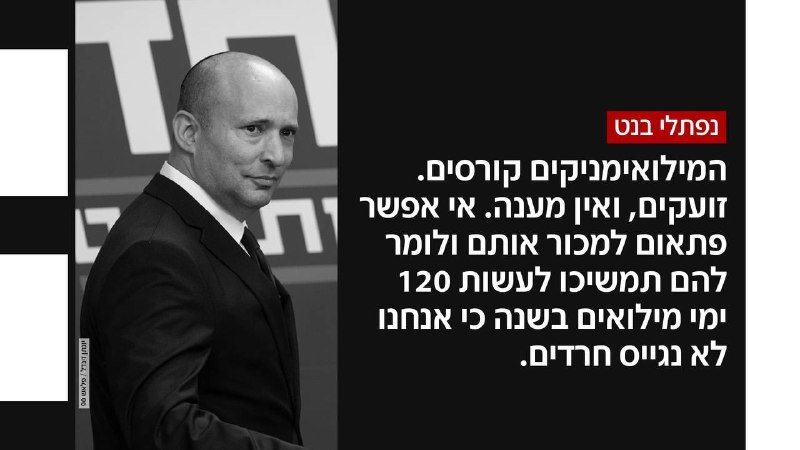 נפתלי בנט
המילואימניקים קורסים.
זועקים, ואין מענה. אי אפשר
פתאום למכור אותם ולומר
להם תמשיכו לעשות 120
ימי מילואים בשנה כי אנחנו
לא נגייס חרדים.